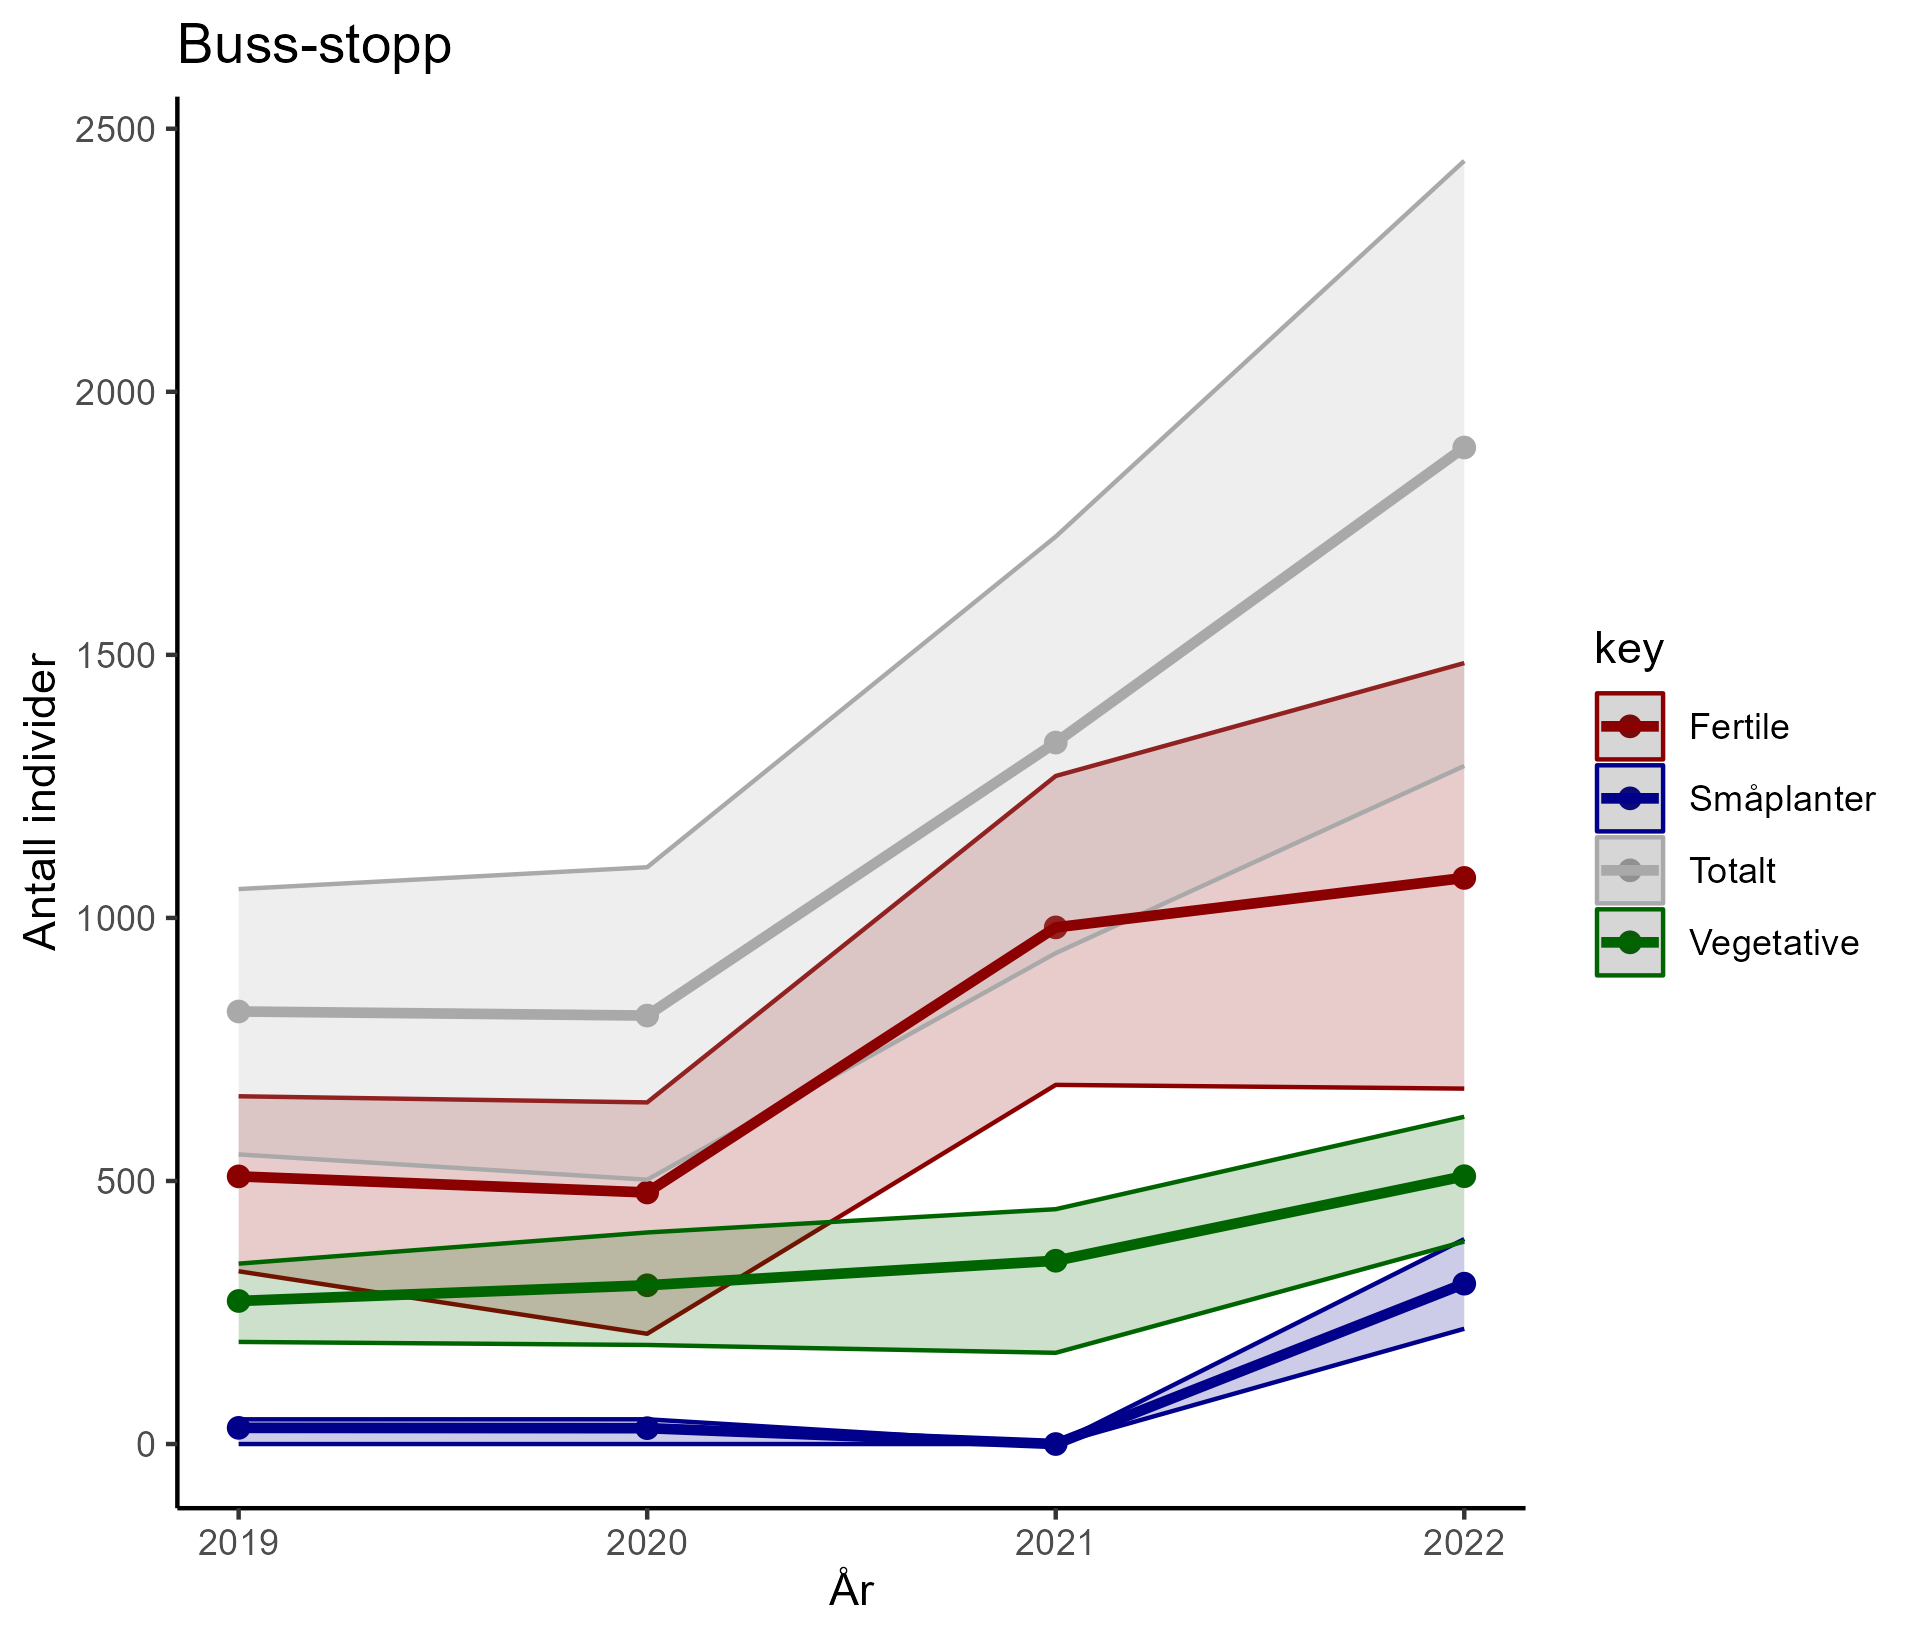 Buss-stopp
2500
2000
1500
1000
500
0
Antall individer
2019
2020
2021
2022
År
key
Fertile
Småplanter
Totalt
Vegetative